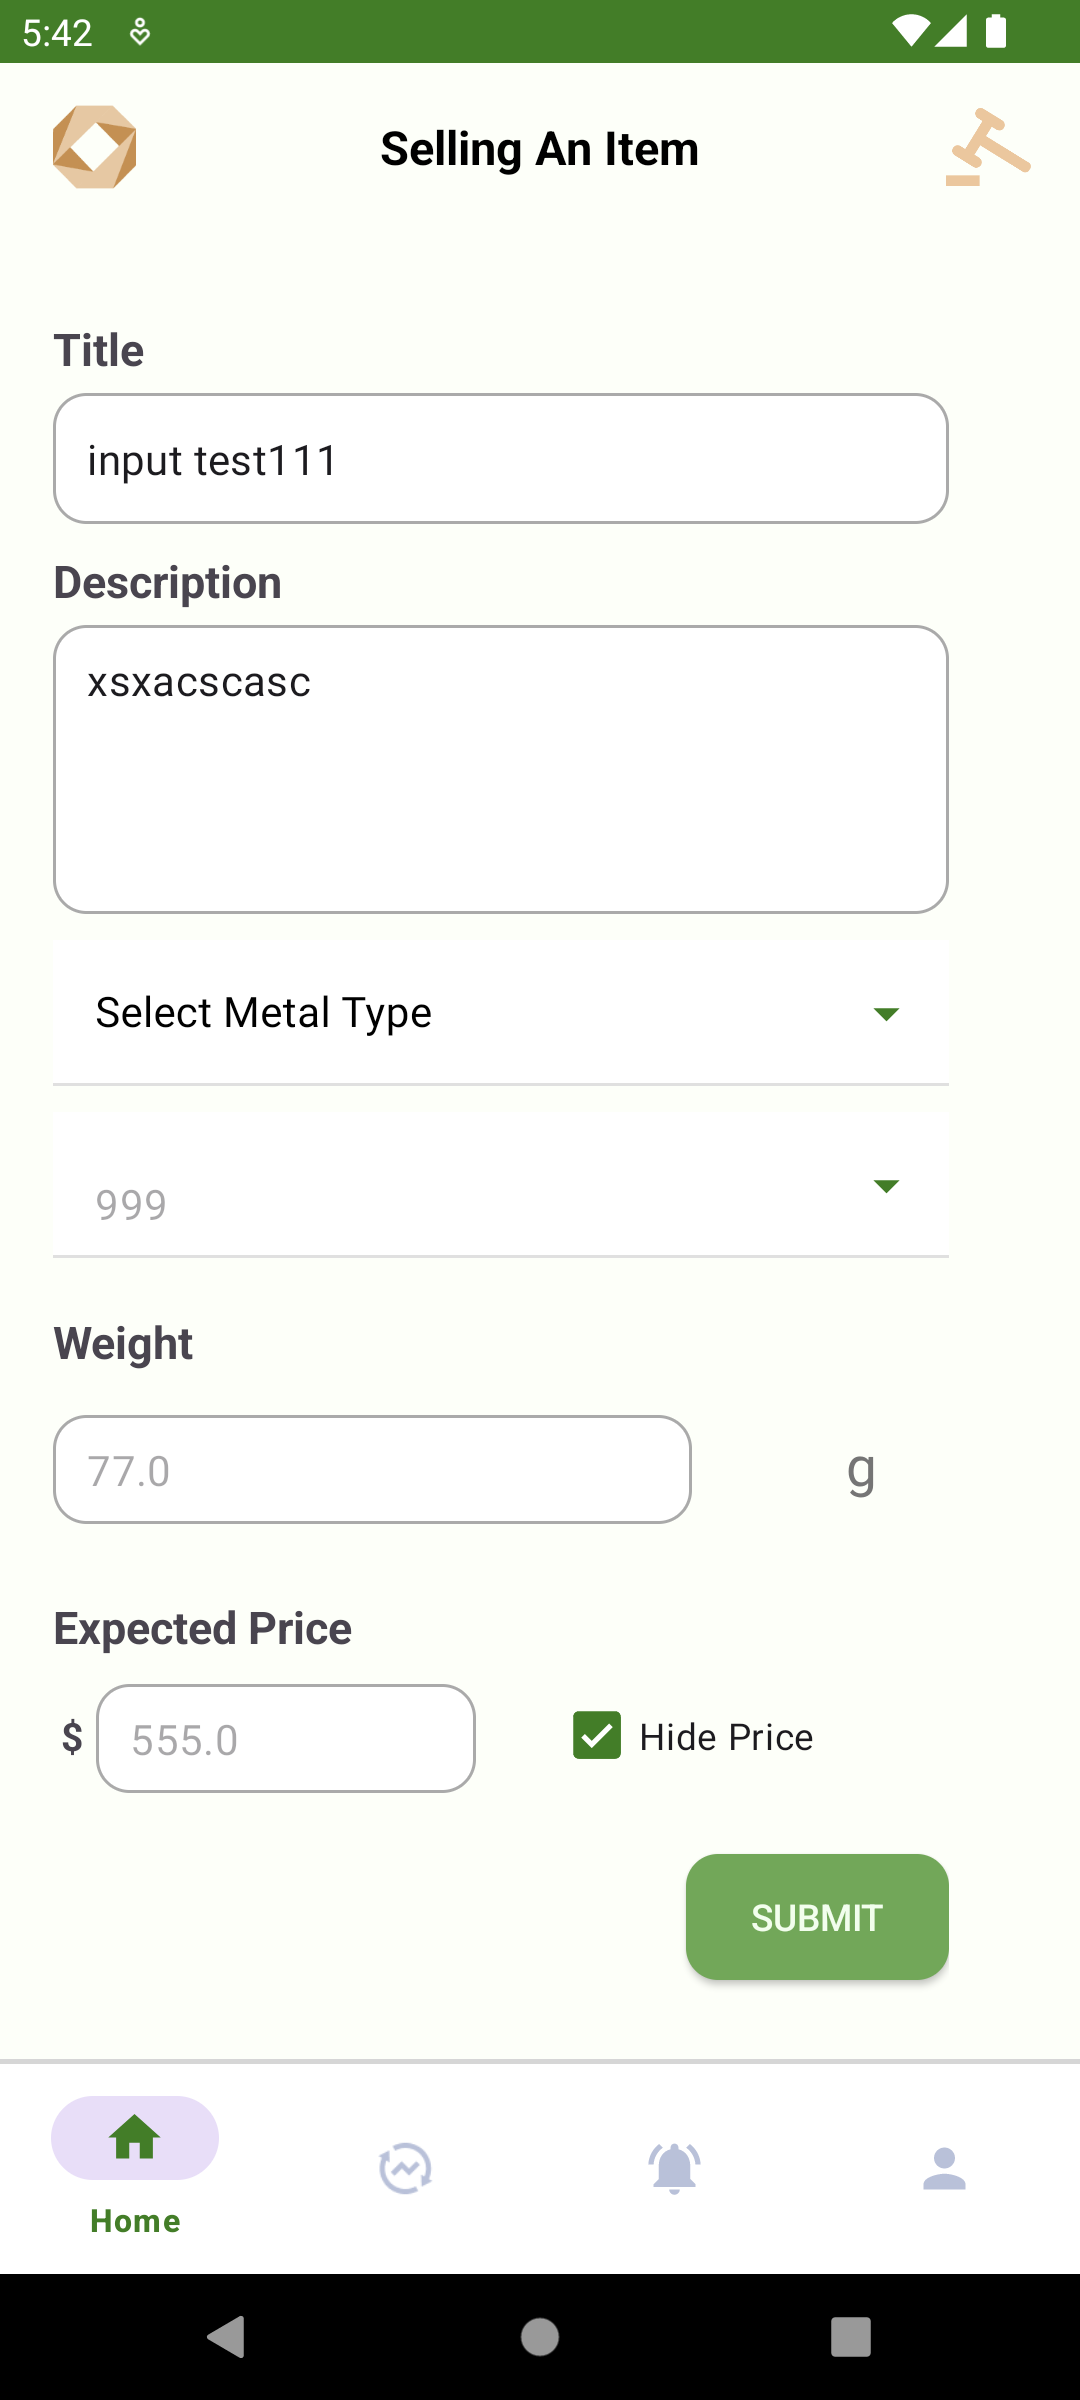 5:42
Selling An Item
Title
input test111
Description
xsxacscasc
Select Metal Type
999
Weight
77.0 g
Expected Price
$ 555.0 Hide Price
SUBMIT
Home